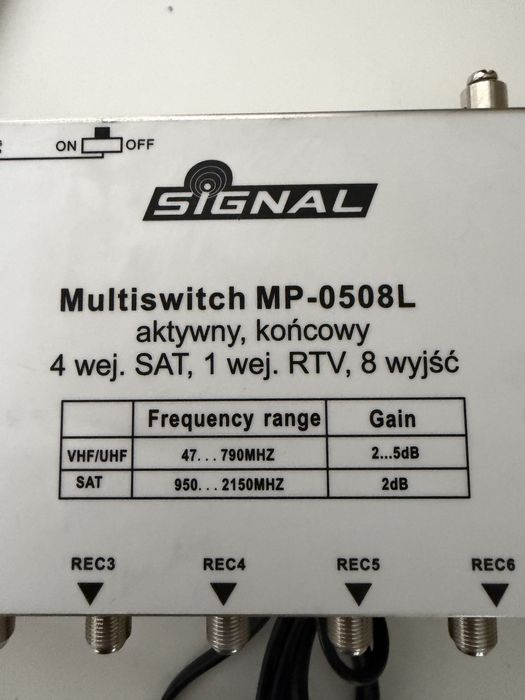 ON OFF
SIGNAL
Multiswitch MP-0508L
aktywny, końcowy
4 wej. SAT, 1 wej. RTV, 8 wyjść
Frequency range Gain
VHF/UHF 47...790MHZ 2...5dB
SAT 950...2150MHZ 2dB
REC3 REC4 REC5 REC6